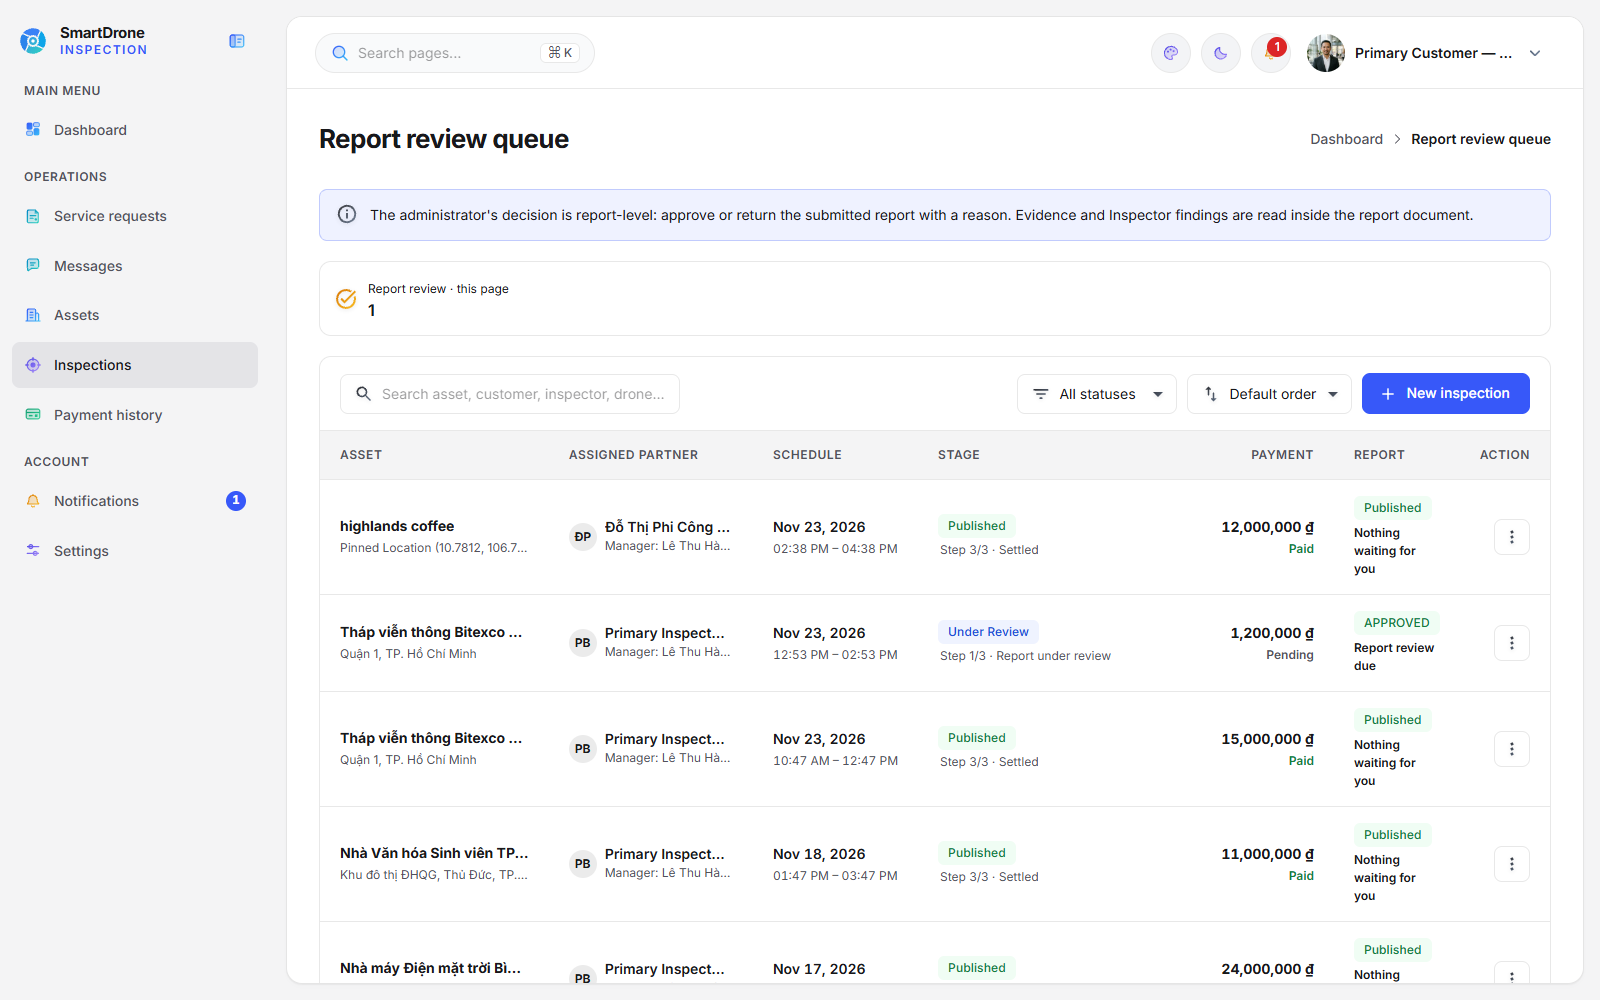 SmartDrone
INSPECTION
MAIN MENU
Dashboard
OPERATIONS
Service requests
Messages
Assets
Inspections
Payment history
ACCOUNT
Notifications
1
Settings
Search pages...
⌘ K
1
Primary Customer — ...
Report review queue
Dashboard > Report review queue
The administrator's decision is report-level: approve or return the submitted report with a reason. Evidence and Inspector findings are read inside the report document.
Report review · this page
1
Search asset, customer, inspector, drone...
All statuses
Default order
+ New inspection
ASSET ASSIGNED PARTNER SCHEDULE STAGE PAYMENT REPORT ACTION
highlands coffee
Pinned Location (10.7812, 106.7...
ĐP
Đỗ Thị Phi Công ...
Manager: Lê Thu Hà...
Nov 23, 2026
02:38 PM – 04:38 PM
Published
Step 3/3 · Settled
12,000,000 ₫
Paid
Published
Nothing
waiting for
you
Tháp viễn thông Bitexco ...
Quận 1, TP. Hồ Chí Minh
PB
Primary Inspect...
Manager: Lê Thu Hà...
Nov 23, 2026
12:53 PM – 02:53 PM
Under Review
Step 1/3 · Report under review
1,200,000 ₫
Pending
APPROVED
Report review
due
Tháp viễn thông Bitexco ...
Quận 1, TP. Hồ Chí Minh
PB
Primary Inspect...
Manager: Lê Thu Hà...
Nov 23, 2026
10:47 AM – 12:47 PM
Published
Step 3/3 · Settled
15,000,000 ₫
Paid
Published
Nothing
waiting for
you
Nhà Văn hóa Sinh viên TP...
Khu đô thị ĐHQG, Thủ Đức, TP....
PB
Primary Inspect...
Manager: Lê Thu Hà...
Nov 18, 2026
01:47 PM – 03:47 PM
Published
Step 3/3 · Settled
11,000,000 ₫
Paid
Published
Nothing
waiting for
you
Nhà máy Điện mặt trời Bì...
PB
Primary Inspect...
Nov 17, 2026
Published
24,000,000 ₫
Published
Nothing